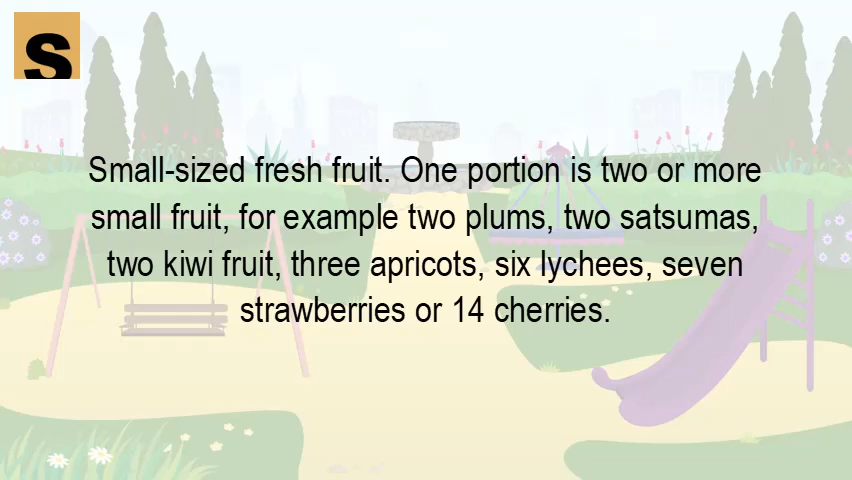 S
Small-sized fresh fruit. One portion is two or more
small fruit, for example two plums, two satsumas,
two kiwi fruit, three apricots, six lychees, seven
strawberries or 14 cherries.